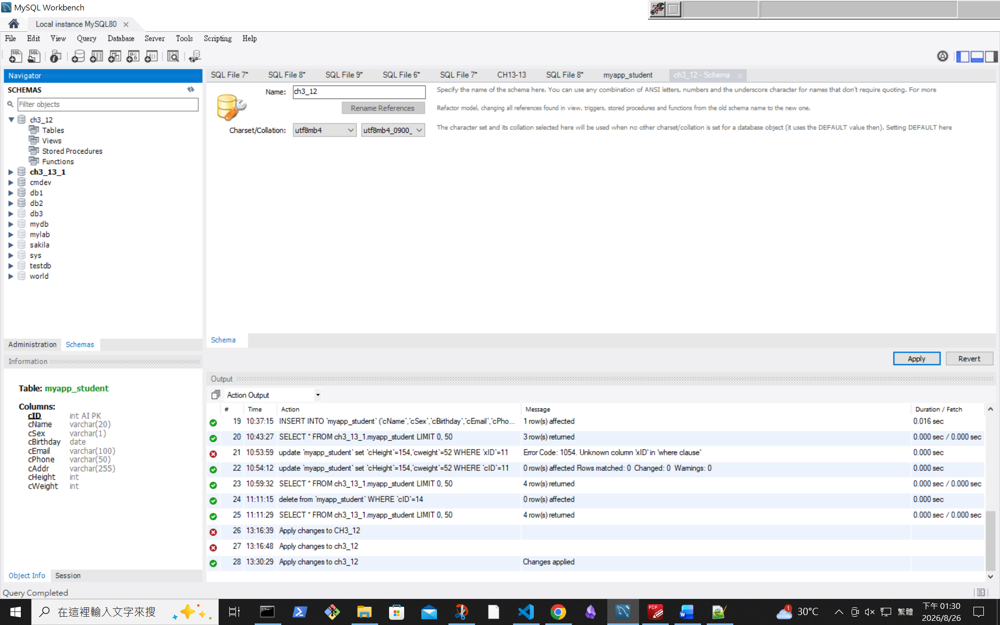 MySQL Workbench
Local instance MySQL80
File Edit View Query Database Server Tools Scripting Help
Navigator
SCHEMAS
Filter objects
ch3_12
Tables
Views
Stored Procedures
Functions
ch3_13_1
cmdev
db1
db2
db3
mydb
mylab
sakila
sys
testdb
world
Administration Schemas
Information
Table: myapp_student
Columns:
cID int AI PK
cName varchar(20)
cSex varchar(1)
cBirthday date
cEmail varchar(100)
cPhone varchar(50)
cAddr varchar(255)
cHeight int
cWeight int
Object Info Session
SQL File 7* SQL File 8* SQL File 9* SQL File 6* SQL File 7* CH13-13 SQL File 8* myapp_student ch3_12 - Schema
Name: ch3_12 Specify the name of the schema here. You can use any combination of ANSI letters, numbers and the underscore character for names that don't require quoting. For more
Rename References Refactor model, changing all references found in view, triggers, stored procedures and functions from the old schema name to the new one.
Charset/Collation: utf8mb4 utf8mb4_0900_ The character set and its collation selected here will be used when no other charset/collation is set for a database object (it uses the DEFAULT value then). Setting DEFAULT here
Schema
Apply Revert
Output
Action Output
# Time Action Message Duration / Fetch
19 10:37:15 INSERT INTO `myapp_student` (`cName`,`cSex`,`cBirthday`,`cEmail`,`cPho... 1 row(s) affected 0.016 sec
20 10:43:27 SELECT * FROM ch3_13_1.myapp_student LIMIT 0, 50 3 row(s) returned 0.000 sec / 0.000 sec
21 10:53:59 update `myapp_student` set `cHeight`=154,`cweight`=52 WHERE `xID`=11 Error Code: 1054. Unknown column 'xID' in 'where clause' 0.000 sec
22 10:54:12 update `myapp_student` set `cHeight`=154,`cweight`=52 WHERE `cID`=11 0 row(s) affected Rows matched: 0 Changed: 0 Warnings: 0 0.000 sec
23 10:59:32 SELECT * FROM ch3_13_1.myapp_student LIMIT 0, 50 4 row(s) returned 0.000 sec / 0.000 sec
24 11:11:15 delete from `myapp_student` WHERE `cID`=14 0 row(s) affected 0.000 sec
25 11:11:29 SELECT * FROM ch3_13_1.myapp_student LIMIT 0, 50 4 row(s) returned 0.000 sec / 0.000 sec
26 13:16:39 Apply changes to CH3_12
27 13:16:48 Apply changes to ch3_12
28 13:30:29 Apply changes to ch3_12 Changes applied
Query Completed
在這裡輸入文字來搜 1 30°C 繁體 下午 01:30
2026/8/26